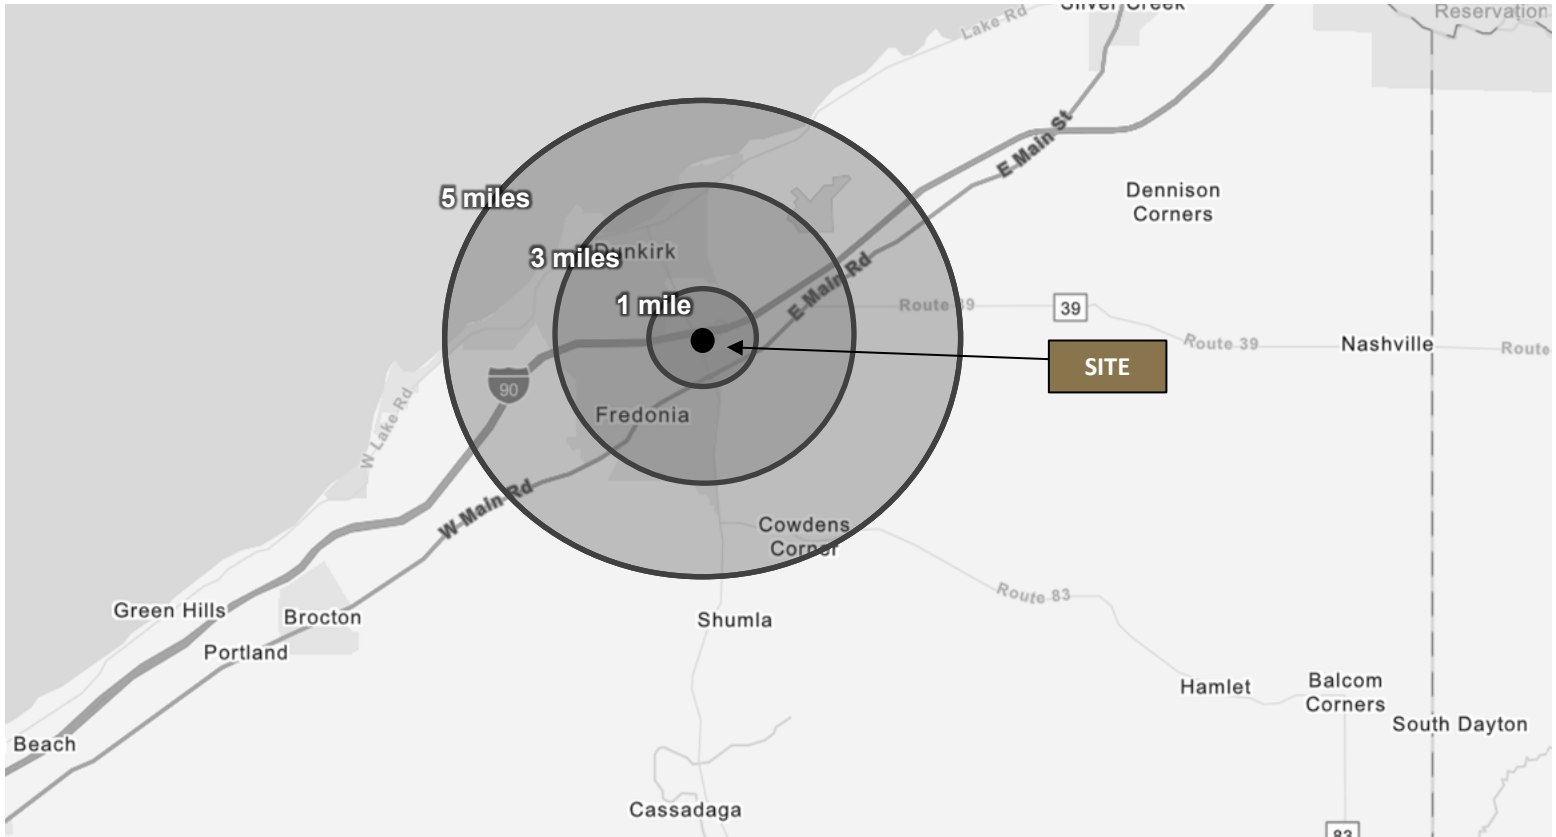 Silver Creek
Reservation
Lake Rd
E Main St
Dennison
Corners
5 miles
3 miles
Dunkirk
1 mile
E Main Rd
Route 39
39
Route 39
Nashville
Route
SITE
90
W Lake Rd
Fredonia
W Main Rd
Cowdens
Corner
Route 83
Green Hills
Brocton
Shumla
Portland
Hamlet
Balcom
Corners
South Dayton
Beach
Cassadaga
83